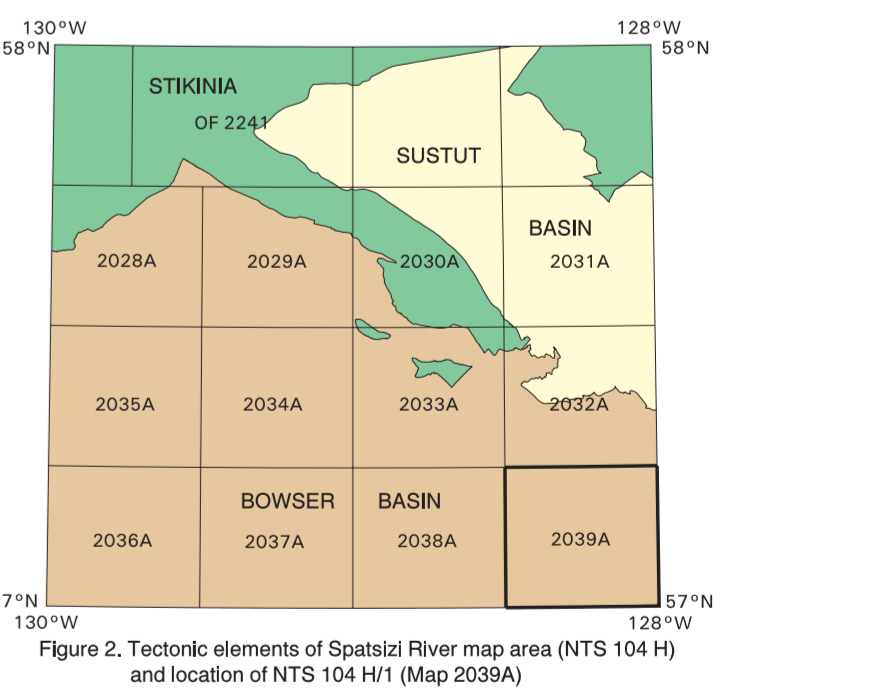 130°W 128°W
58°N 58°N
STIKINIA
OF 2241
SUSTUT
BASIN
2028A 2029A 2030A 2031A
2035A 2034A 2033A 2032A
BOWSER BASIN
2036A 2037A 2038A 2039A
7°N 57°N
130°W 128°W
Figure 2. Tectonic elements of Spatsizi River map area (NTS 104 H)
and location of NTS 104 H/1 (Map 2039A)